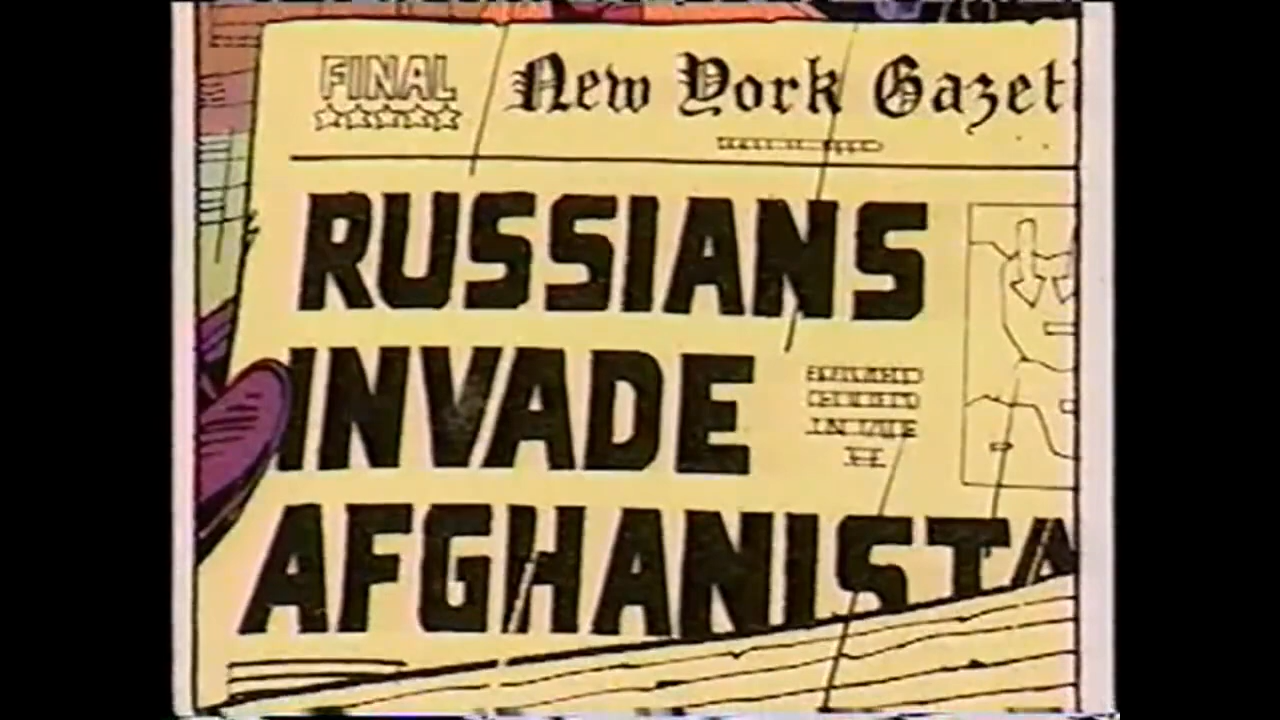 FINAL
New York Gazet
RUSSIANS
INVADE
AFGHANISTA